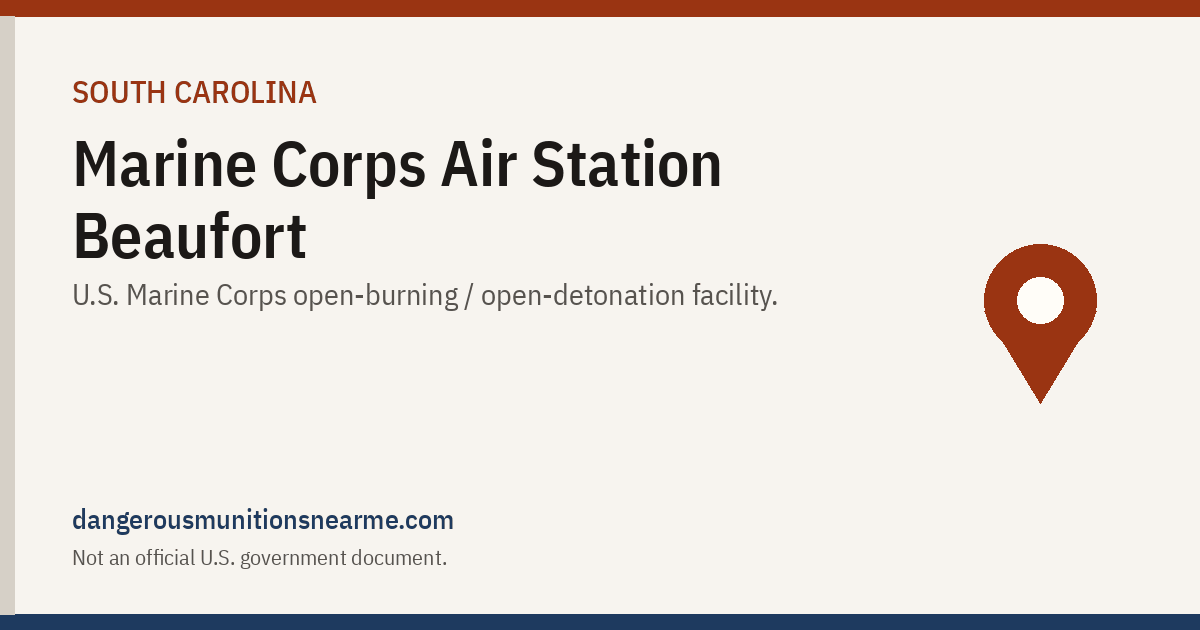 SOUTH CAROLINA
Marine Corps Air Station
Beaufort
U.S. Marine Corps open-burning / open-detonation facility.
dangerousmunitionsnearme.com
Not an official U.S. government document.